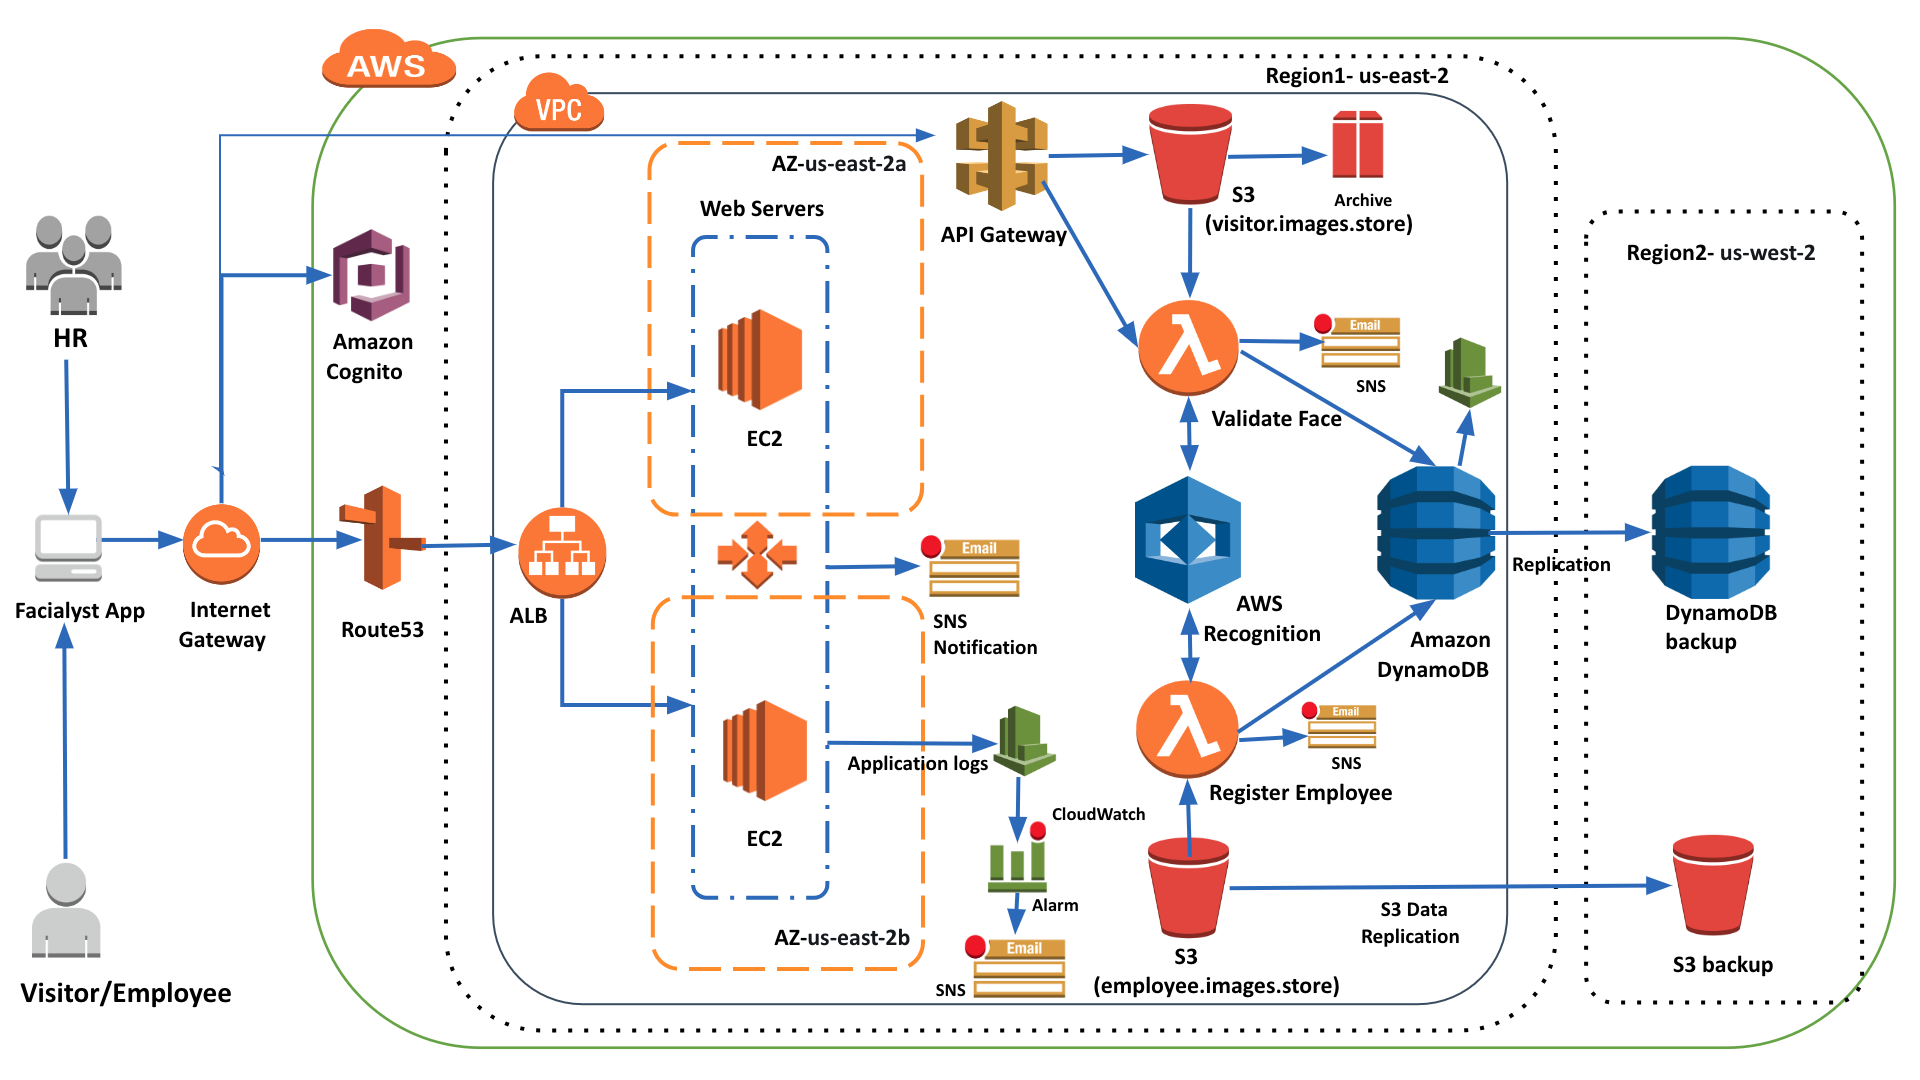 AWS
Region1- us-east-2
VPC
AZ-us-east-2a
Web Servers
API Gateway
S3
(visitor.images.store)
Archive
Region2- us-west-2
HR
Amazon
Cognito
Email
SNS
EC2
Validate Face
Email
SNS
Notification
Facialyst App
Internet
Gateway
Route53
ALB
AWS
Recognition
Amazon
DynamoDB
Replication
DynamoDB
backup
Email
SNS
Application logs
CloudWatch
Register Employee
EC2
Alarm
AZ-us-east-2b
Email
SNS
S3
(employee.images.store)
S3 Data
Replication
S3 backup
Visitor/Employee